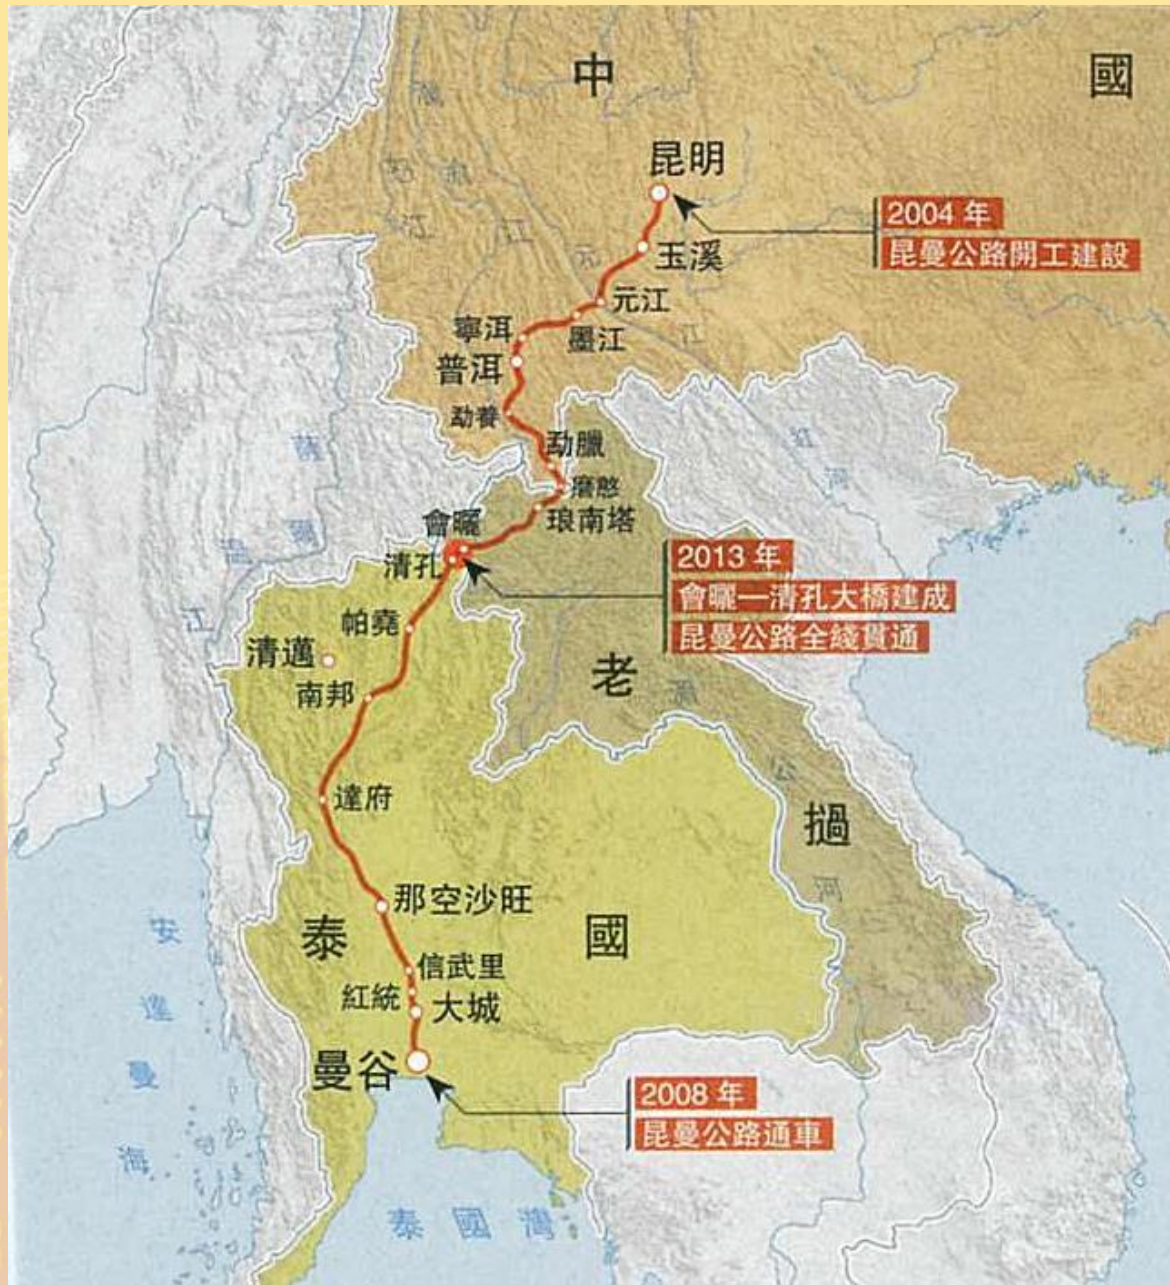 中國
昆明
2004 年
昆曼公路開工建設
玉溪
元江
元江
墨江
寧洱
普洱
勐養
勐臘
磨憨
紅河
會曬
琅南塔
清孔
2013 年
會曬—清孔大橋建成
昆曼公路全綫貫通
帕堯
清邁
南邦
老撾
達府
那空沙旺
泰國
信武里
紅統
大城
曼谷
2008 年
昆曼公路通車
安達曼海
泰國灣